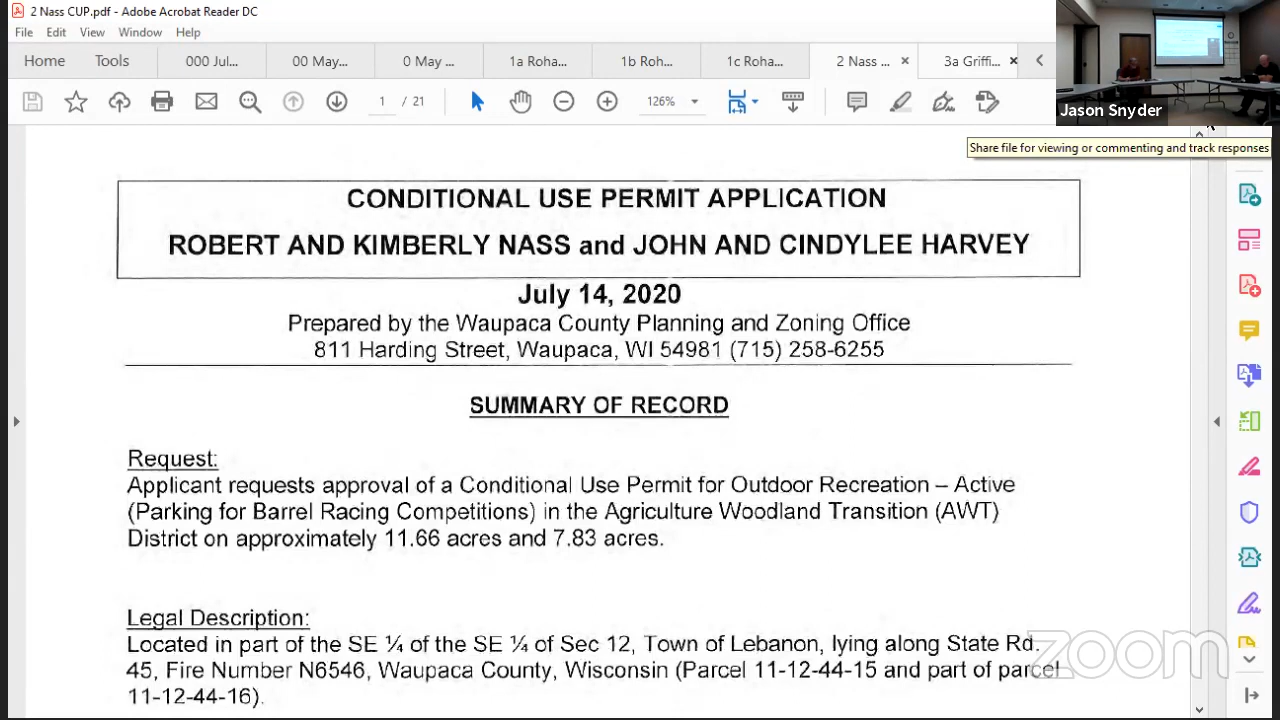 2 Nass CUP.pdf - Adobe Acrobat Reader DC
File Edit View Window Help
Home Tools 000 Jul... 00 May... 0 May ... 1a Roha... 1b Roh... 1c Roha... 2 Nass ... × 3a Griffi... ×
1 / 21 126%
Jason Snyder
Share file for viewing or commenting and track responses
CONDITIONAL USE PERMIT APPLICATION
ROBERT AND KIMBERLY NASS and JOHN AND CINDYLEE HARVEY
July 14, 2020
Prepared by the Waupaca County Planning and Zoning Office
811 Harding Street, Waupaca, WI 54981 (715) 258-6255
SUMMARY OF RECORD
Request:
Applicant requests approval of a Conditional Use Permit for Outdoor Recreation – Active
(Parking for Barrel Racing Competitions) in the Agriculture Woodland Transition (AWT)
District on approximately 11.66 acres and 7.83 acres.
Legal Description:
Located in part of the SE ¼ of the SE ¼ of Sec 12, Town of Lebanon, lying along State Rd.
45, Fire Number N6546, Waupaca County, Wisconsin (Parcel 11-12-44-15 and part of parcel
11-12-44-16).
zoom